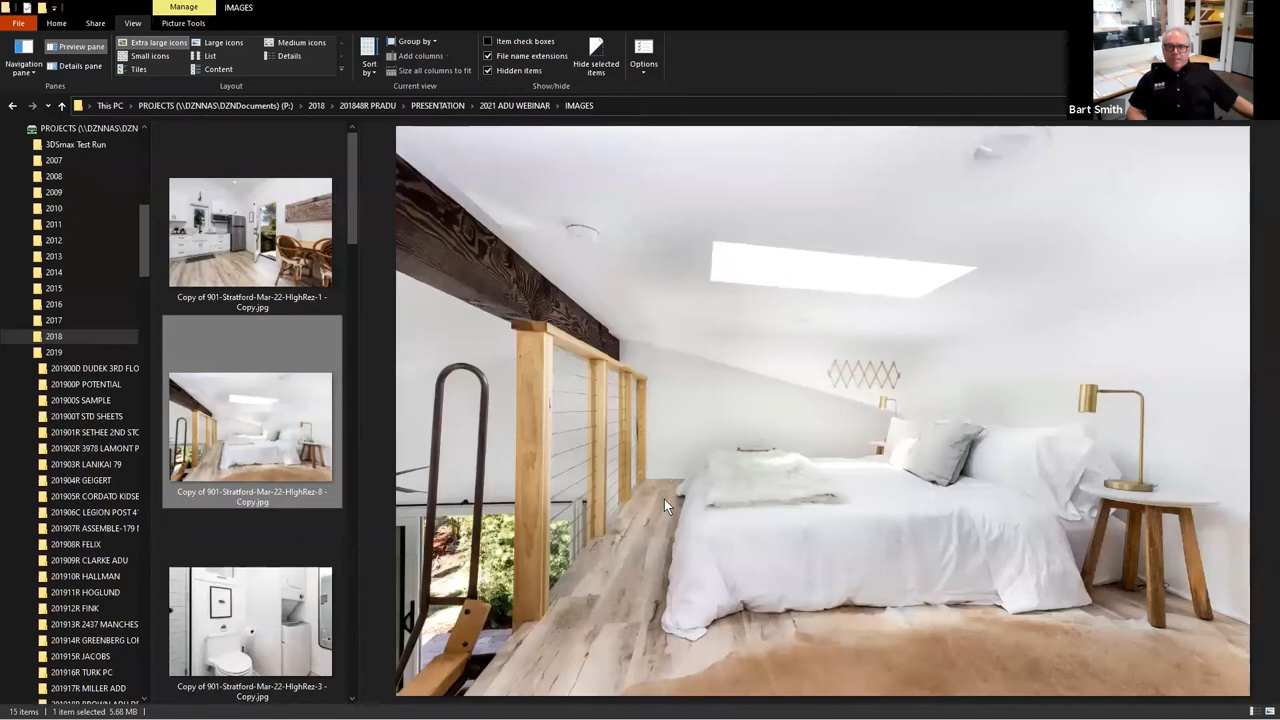 Manage
IMAGES
File
Home
Share
View
Picture Tools
Navigation
pane
Preview pane
Details pane
Panes
Extra large icons
Large icons
Medium icons
Small icons
List
Details
Tiles
Content
Layout
Sort
by
Group by
Add columns
Size all columns to fit
Current view
Item check boxes
File name extensions
Hidden items
Hide selected
items
Show/hide
Options
Bart Smith
This PC
PROJECTS (\\DZNNAS\DZNDocuments) (P:)
2018
201848R PRADU
PRESENTATION
2021 ADU WEBINAR
IMAGES
PROJECTS (\\DZNNAS\DZN
3DSmax Test Run
2007
2008
2009
2010
2011
2012
2013
2014
2015
2016
2017
2018
2019
201900D DUDEK 3RD FLO
201900P POTENTIAL
201900S SAMPLE
201900T STD SHEETS
201901R SETHEE 2ND STO
201902R 3978 LAMONT P
201903R LANIKAI 79
201904R GEIGERT
201905R CORDATO KIDSE
201906C LEGION POST 4
201907R ASSEMBLE-179 N
201908R FELIX
201909R CLARKE ADU
201910R HALLMAN
201911R HOGLUND
201912R FINK
201913R 2437 MANCHES
201914R GREENBERG LOF
201915R JACOBS
201916R TURK PC
201917R MILLER ADD
Copy of 901-Stratford-Mar-22-HIghRez-1 -
Copy.jpg
Copy of 901-Stratford-Mar-22-HIghRez-8 -
Copy.jpg
Copy of 901-Stratford-Mar-22-HIghRez-3 -
Copy.jpg
15 items
1 item selected 5.68 MB